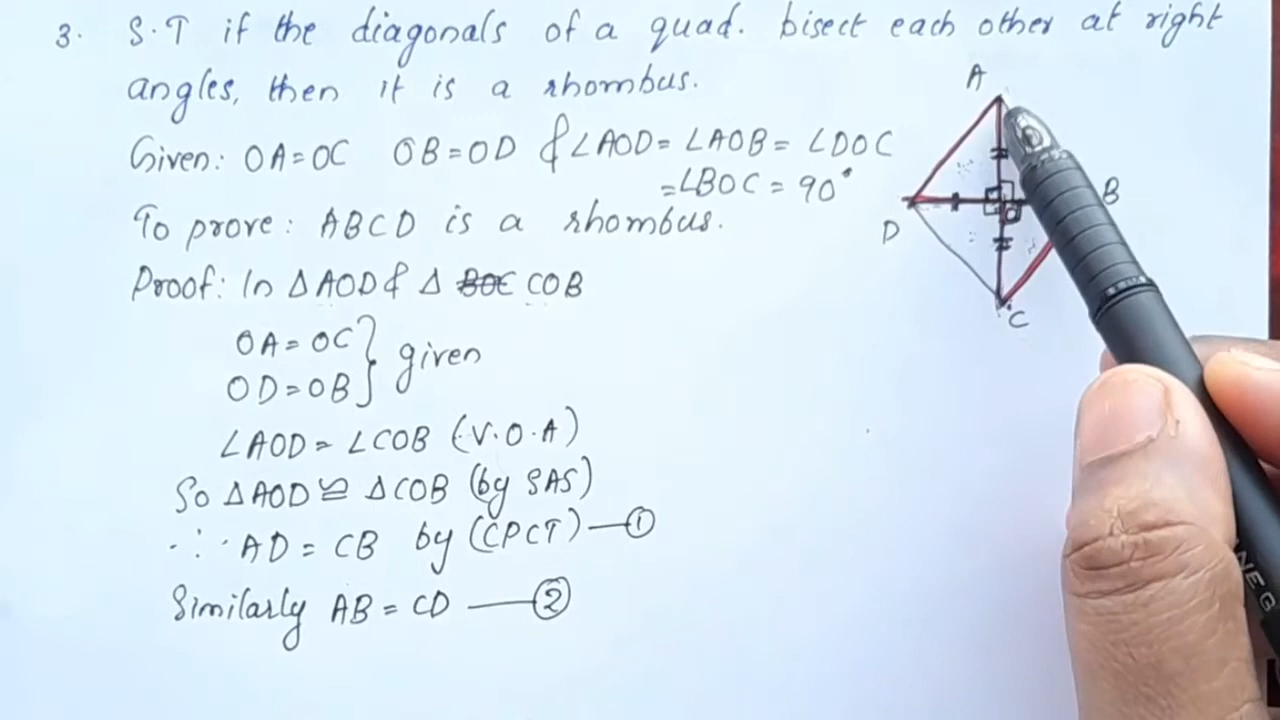 3. S.T if the diagonals of a quad. bisect each other at right
angles, then it is a rhombus.
Given: OA=OC OB=OD & ∠AOD= ∠AOB= ∠DOC
=∠BOC= 90°
To prove: ABCD is a rhombus.
Proof: In △AOD & △ BOC COB
OA=OC
OD=OB } given
∠AOD= ∠COB (V.O.A)
So △AOD ≅ △COB (by SAS)
∴ AD= CB by (CPCT) — ①
Similarly AB= CD — ②
A
B
D
O
C